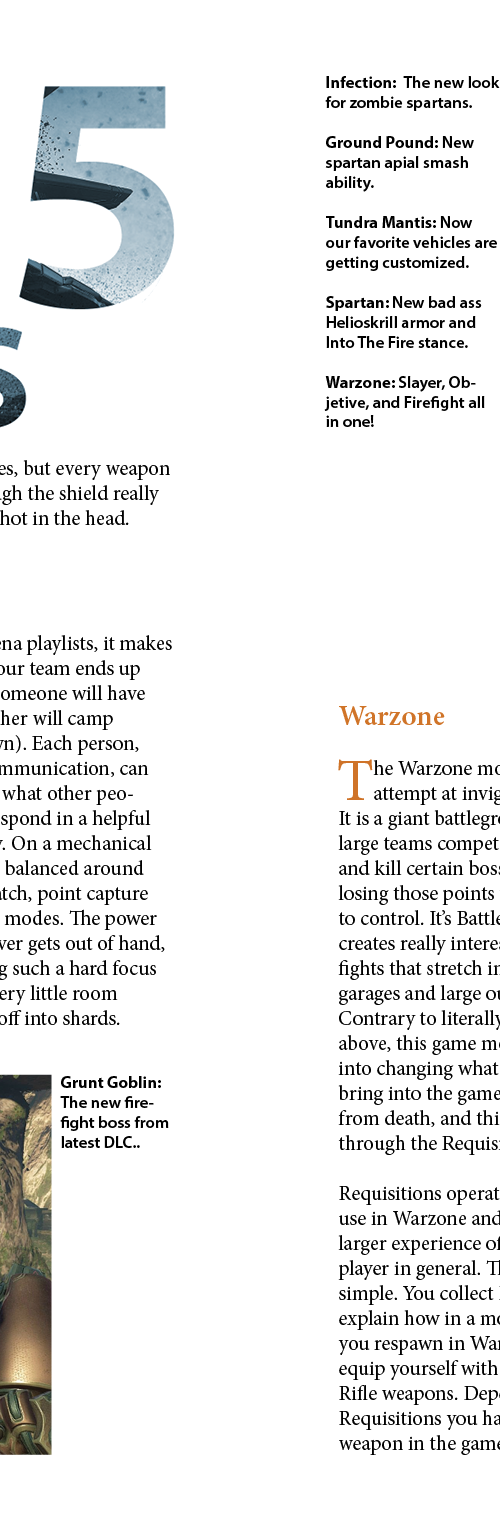 5
s
es, but every weapon
gh the shield really
hot in the head.
ena playlists, it makes
our team ends up
omeone will have
her will camp
wn). Each person,
mmunication, can
what other peo-
spond in a helpful
y. On a mechanical
balanced around
atch, point capture
modes. The power
ver gets out of hand,
g such a hard focus
ery little room
off into shards.
Grunt Goblin:
The new fire-
fight boss from
latest DLC..
Infection:  The new look
for zombie spartans.
Ground Pound: New
spartan apial smash
ability.
Tundra Mantis: Now
our favorite vehicles are
getting customized.
Spartan: New bad ass
Helioskrill armor and
Into The Fire stance.
Warzone: Slayer, Ob-
jetive, and Firefight all
in one!
Warzone
The Warzone mo
attempt at invig
It is a giant battlegro
large teams compet
and kill certain boss
losing those points
to control. It’s Battle
creates really interes
fights that stretch in
garages and large ou
Contrary to literally
above, this game mo
into changing what
bring into the game
from death, and thi
through the Requisi
Requisitions operat
use in Warzone and
larger experience of
player in general. Th
simple. You collect
explain how in a mo
you respawn in War
equip yourself with
Rifle weapons. Depe
Requisitions you ha
weapon in the game